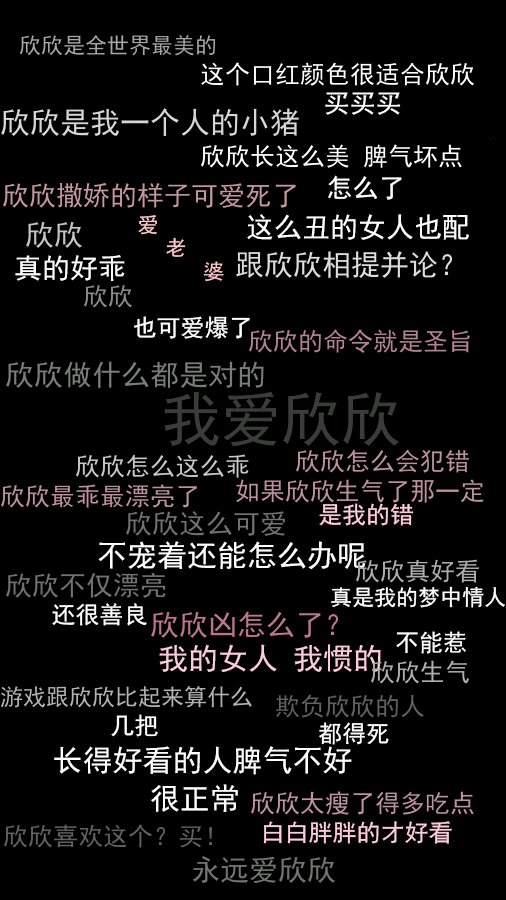 欣欣是全世界最美的
这个口红颜色很适合欣欣
买买买
欣欣是我一个人的小猪
欣欣长这么美 脾气坏点
怎么了
欣欣撒娇的样子可爱死了
爱
老
婆
这么丑的女人也配
跟欣欣相提并论？
欣欣
真的好乖
欣欣
也可爱爆了
欣欣的命令就是圣旨
欣欣做什么都是对的
我爱欣欣
欣欣怎么这么乖
欣欣怎么会犯错
欣欣最乖最漂亮了
如果欣欣生气了那一定
是我的错
欣欣这么可爱
不宠着还能怎么办呢
欣欣真好看
真是我的梦中情人
欣欣不仅漂亮
还很善良
欣欣凶怎么了？
我的女人 我惯的
不能惹
欣欣生气
游戏跟欣欣比起来算什么
几把
欺负欣欣的人
都得死
长得好看的人脾气不好
很正常
欣欣太瘦了得多吃点
白白胖胖的才好看
欣欣喜欢这个？买！
永远爱欣欣